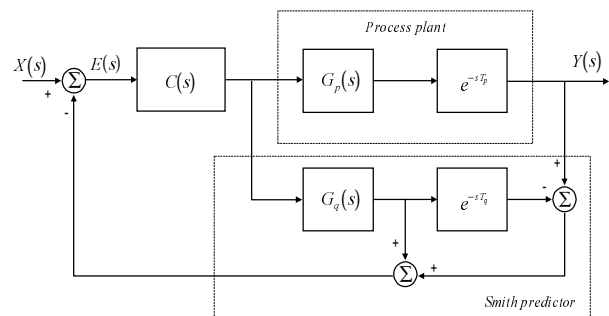 Process plant
X(s)
E(s)
Y(s)
+
Σ
C(s)
G_p(s)
e^{-sT_p}
-
+
-
G_q(s)
e^{-sT_q}
Σ
+
Σ
+
Smith predictor